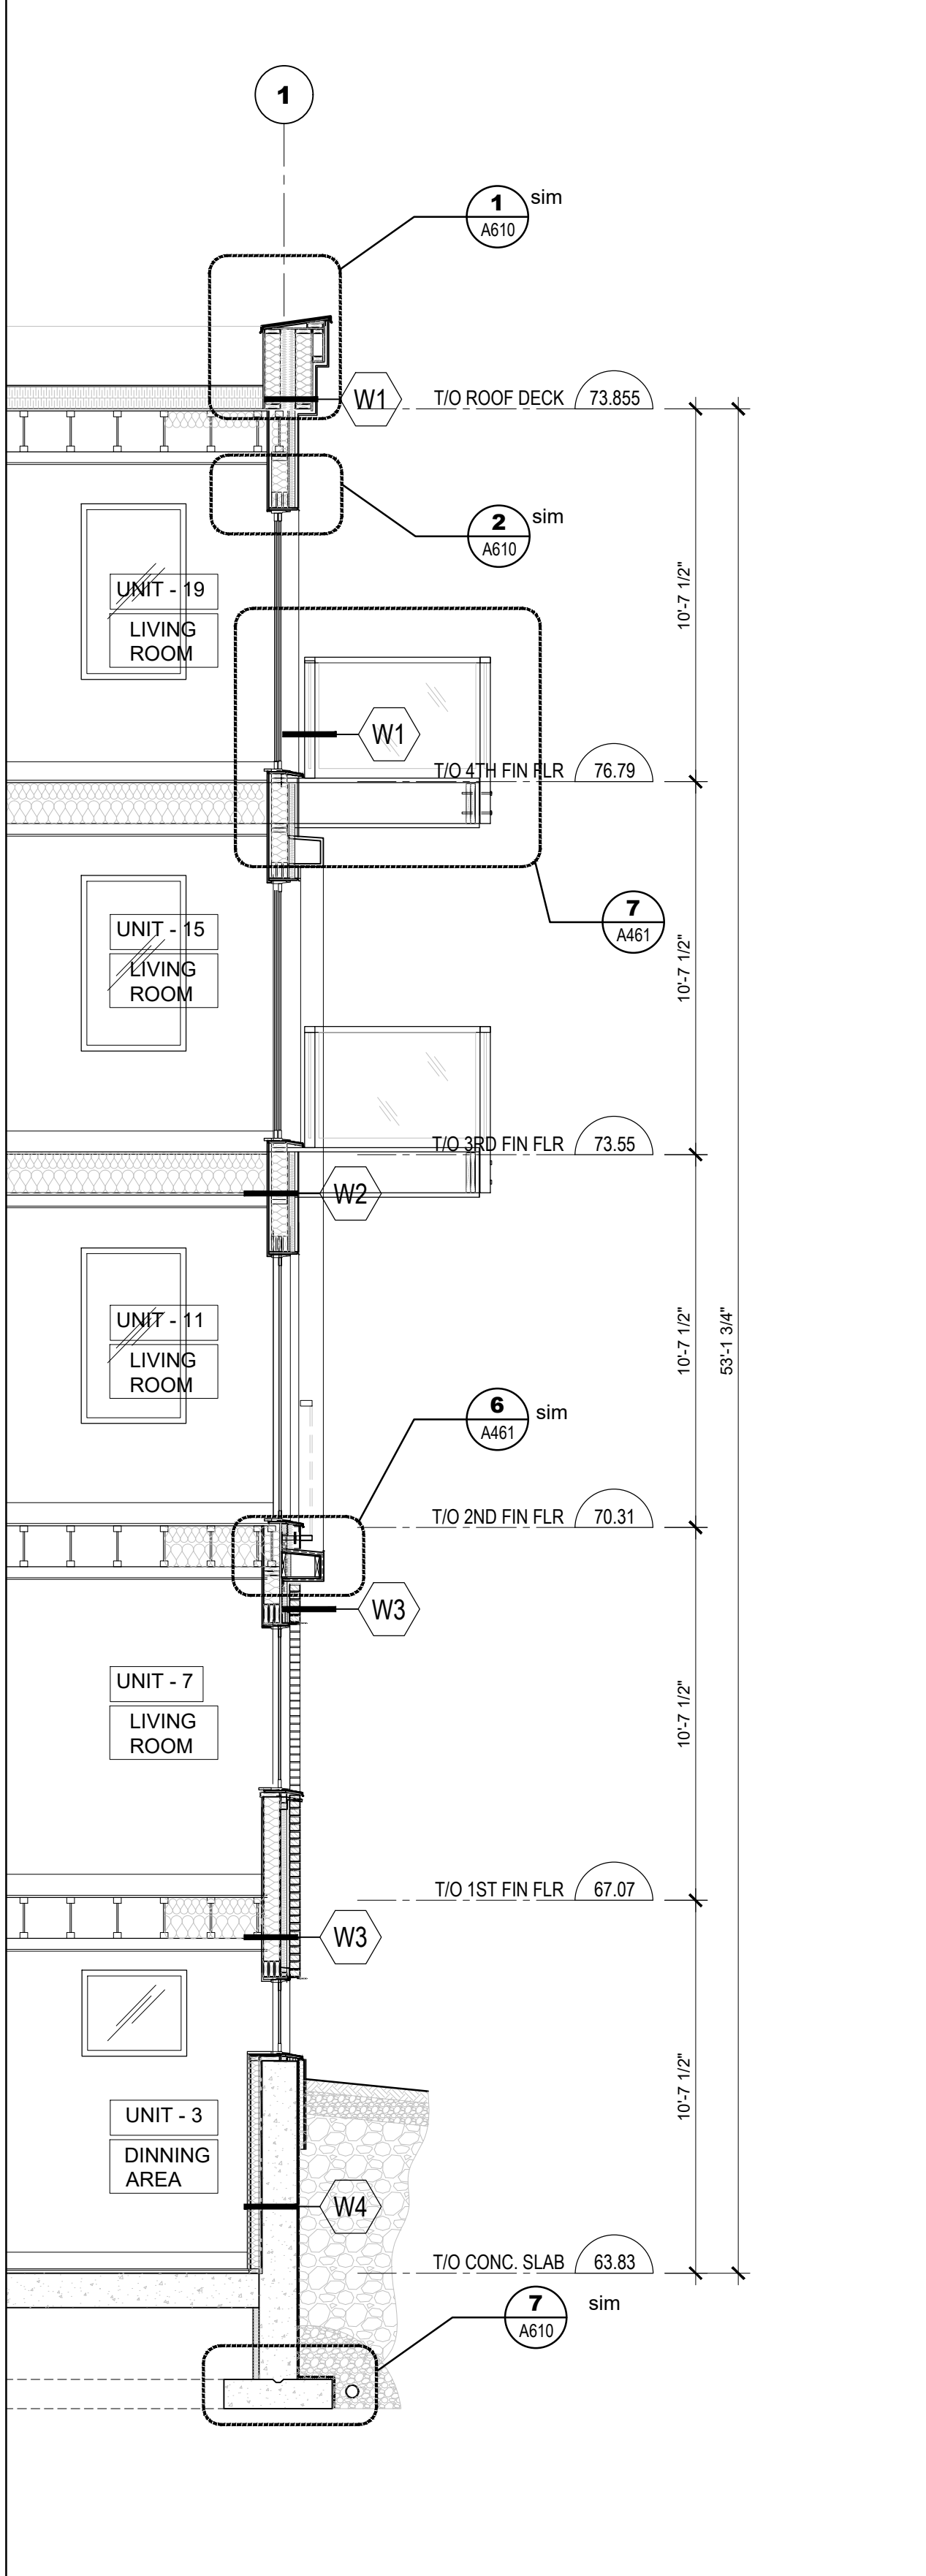 1
1
A610
sim
W1
T/O ROOF DECK
73.855
2
A610
sim
10'-7 1/2"
UNIT - 19
LIVING
ROOM
W1
T/O 4TH FIN FLR
76.79
7
A461
UNIT - 15
LIVING
ROOM
10'-7 1/2"
T/O 3RD FIN FLR
73.55
W2
UNIT - 11
LIVING
ROOM
10'-7 1/2"
53'-1 3/4"
6
A461
sim
T/O 2ND FIN FLR
70.31
W3
UNIT - 7
LIVING
ROOM
10'-7 1/2"
T/O 1ST FIN FLR
67.07
W3
UNIT - 3
DINNING
AREA
10'-7 1/2"
W4
T/O CONC. SLAB
63.83
7
A610
sim